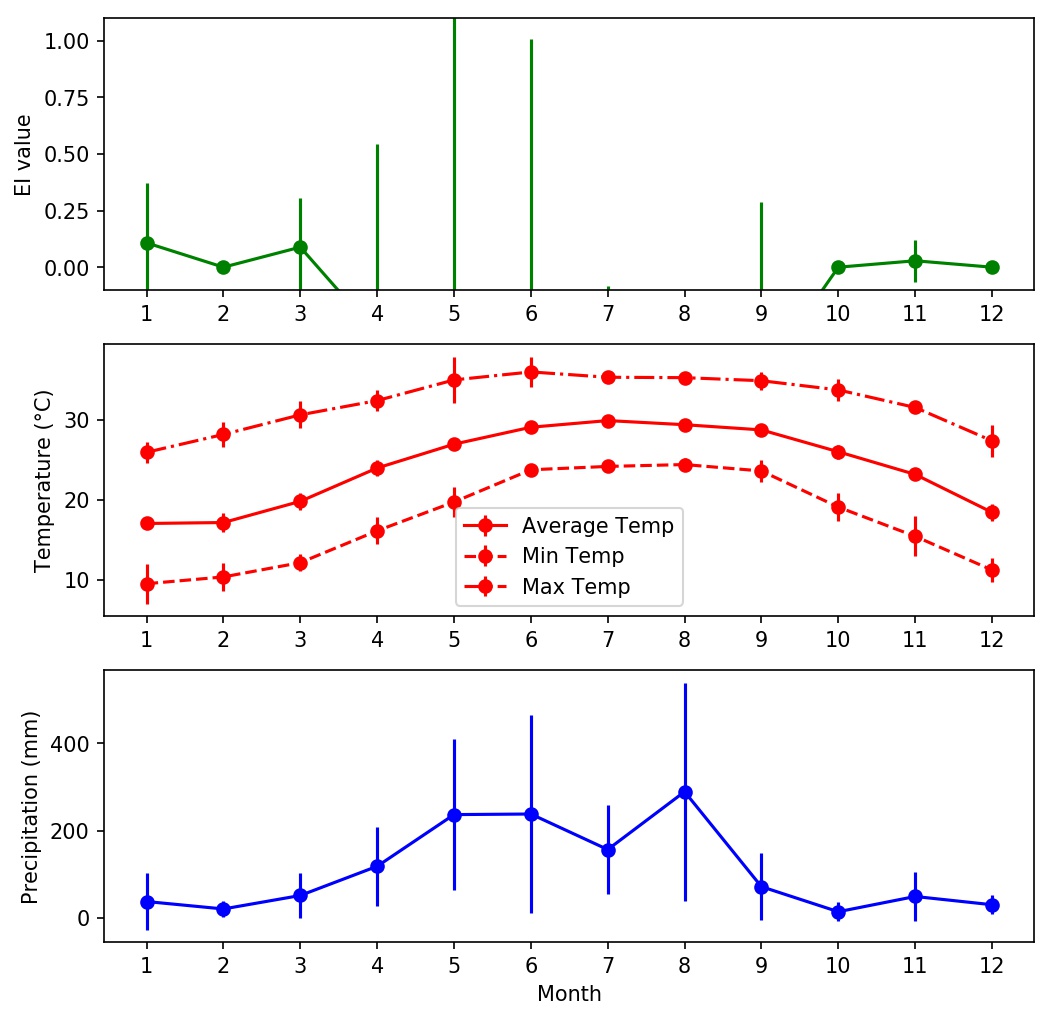 EI value
1.00
0.75
0.50
0.25
0.00
1 2 3 4 5 6 7 8 9 10 11 12
Temperature (°C)
30
20
10
Average Temp
Min Temp
Max Temp
1 2 3 4 5 6 7 8 9 10 11 12
Precipitation (mm)
400
200
0
1 2 3 4 5 6 7 8 9 10 11 12
Month